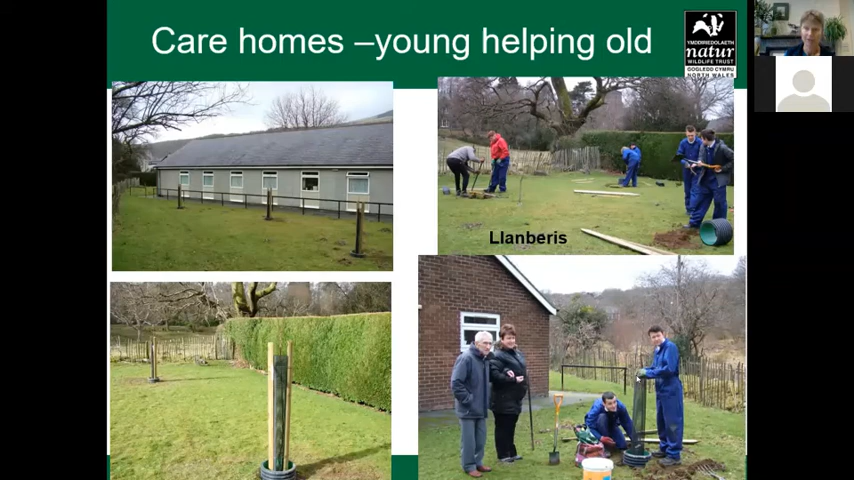 Care homes –young helping old
YMDDIRIEDOLAETH
natur
WILDLIFE TRUST
GOGLEDD CYMRU
NORTH WALES
Llanberis